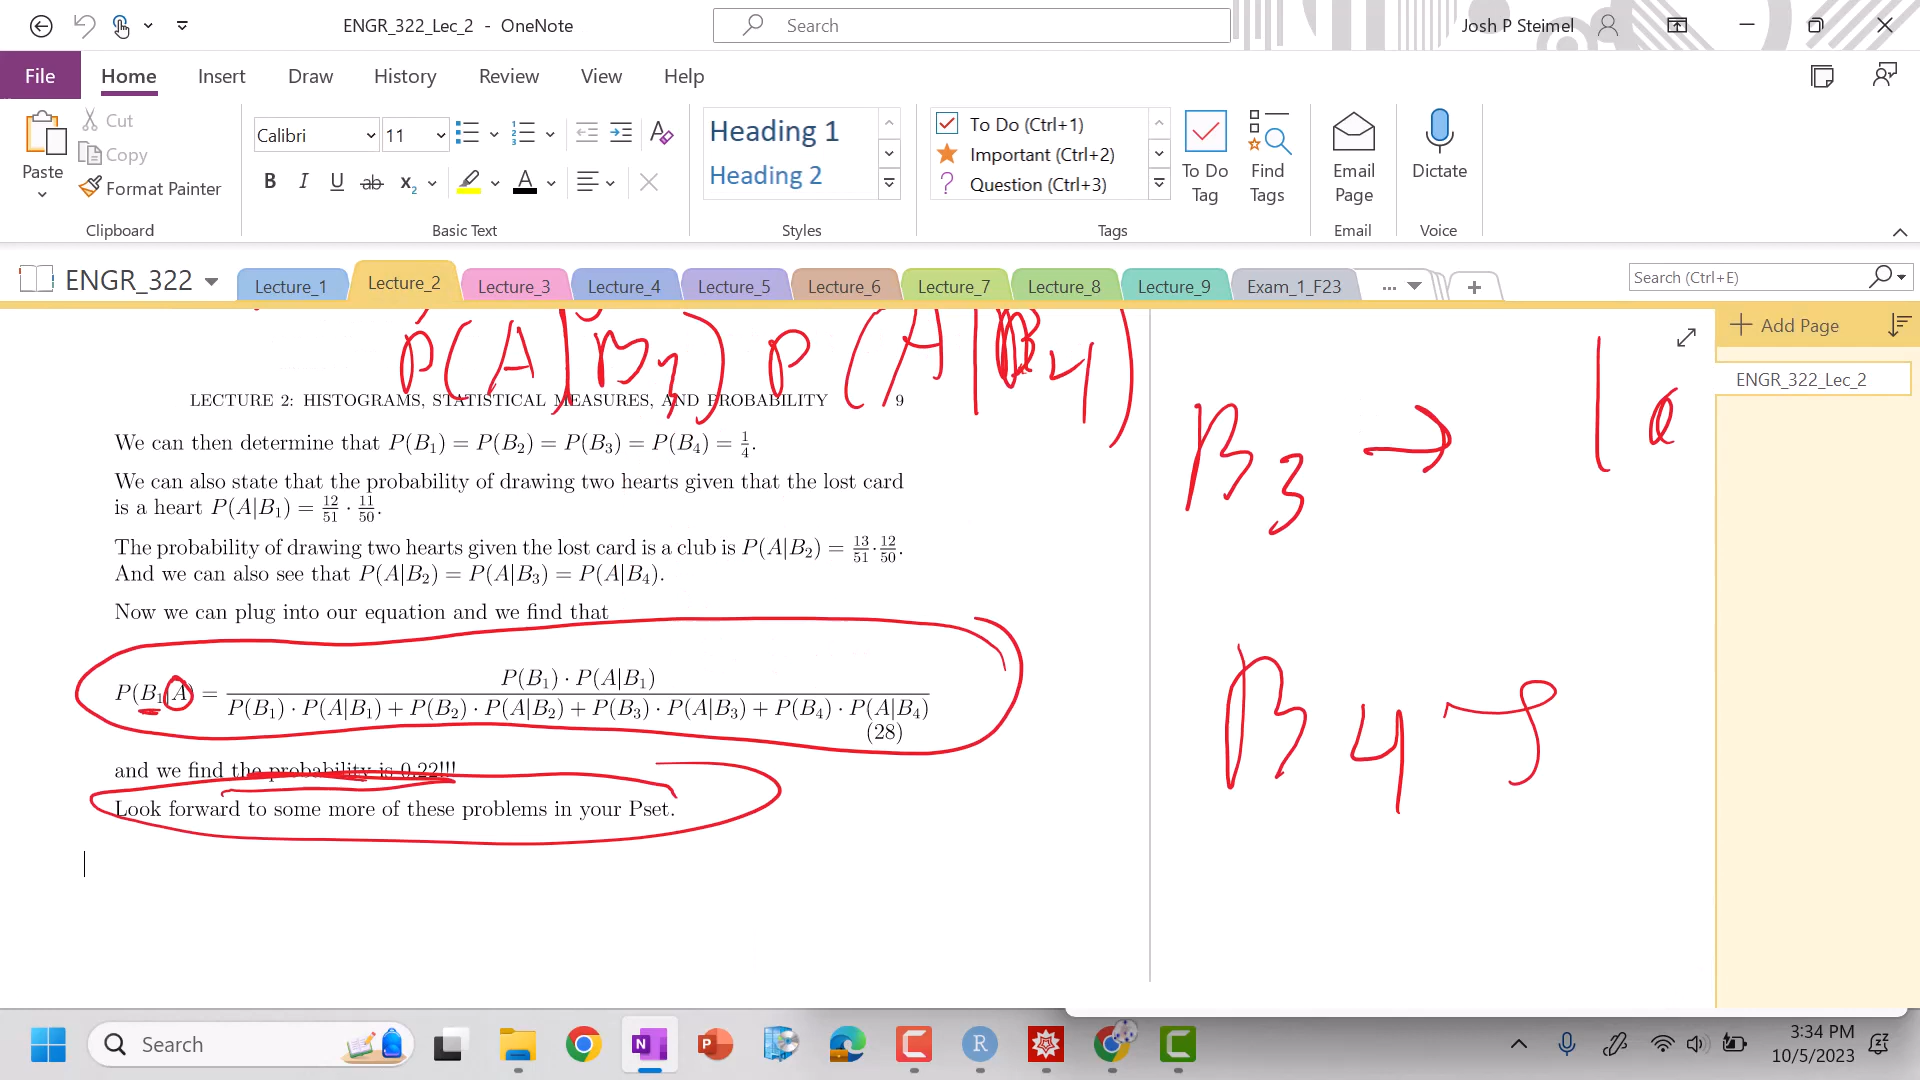 ENGR_322_Lec_2 - OneNote
Search
Josh P Steimel
File Home Insert Draw History Review View Help
Paste
Cut
Copy
Format Painter
Clipboard
Calibri 11
B I U ab x₂ A
Basic Text
Heading 1
Heading 2
Styles
To Do (Ctrl+1)
Important (Ctrl+2)
Question (Ctrl+3)
To Do Tag
Find Tags
Tags
Email Page
Email
Dictate
Voice
ENGR_322
Lecture_1 Lecture_2 Lecture_3 Lecture_4 Lecture_5 Lecture_6 Lecture_7 Lecture_8 Lecture_9 Exam_1_F23 ...
Search (Ctrl+E)
Add Page
ENGR_322_Lec_2
P(A|B₃) P(A|B₄)
LECTURE 2: HISTOGRAMS, STATISTICAL MEASURES, AND PROBABILITY 9
We can then determine that P(B₁) = P(B₂) = P(B₃) = P(B₄) = 1/4.
We can also state that the probability of drawing two hearts given that the lost card
is a heart P(A|B₁) = 12/51 · 11/50.
The probability of drawing two hearts given the lost card is a club is P(A|B₂) = 13/51 · 12/50.
And we can also see that P(A|B₂) = P(A|B₃) = P(A|B₄).
Now we can plug into our equation and we find that
P(B₁|A) = P(B₁) · P(A|B₁) / P(B₁) · P(A|B₁) + P(B₂) · P(A|B₂) + P(B₃) · P(A|B₃) + P(B₄) · P(A|B₄)
(28)
and we find the probability is 0.22!!!
Look forward to some more of these problems in your Pset.
B₃ →
B₄
Search
3:34 PM
10/5/2023